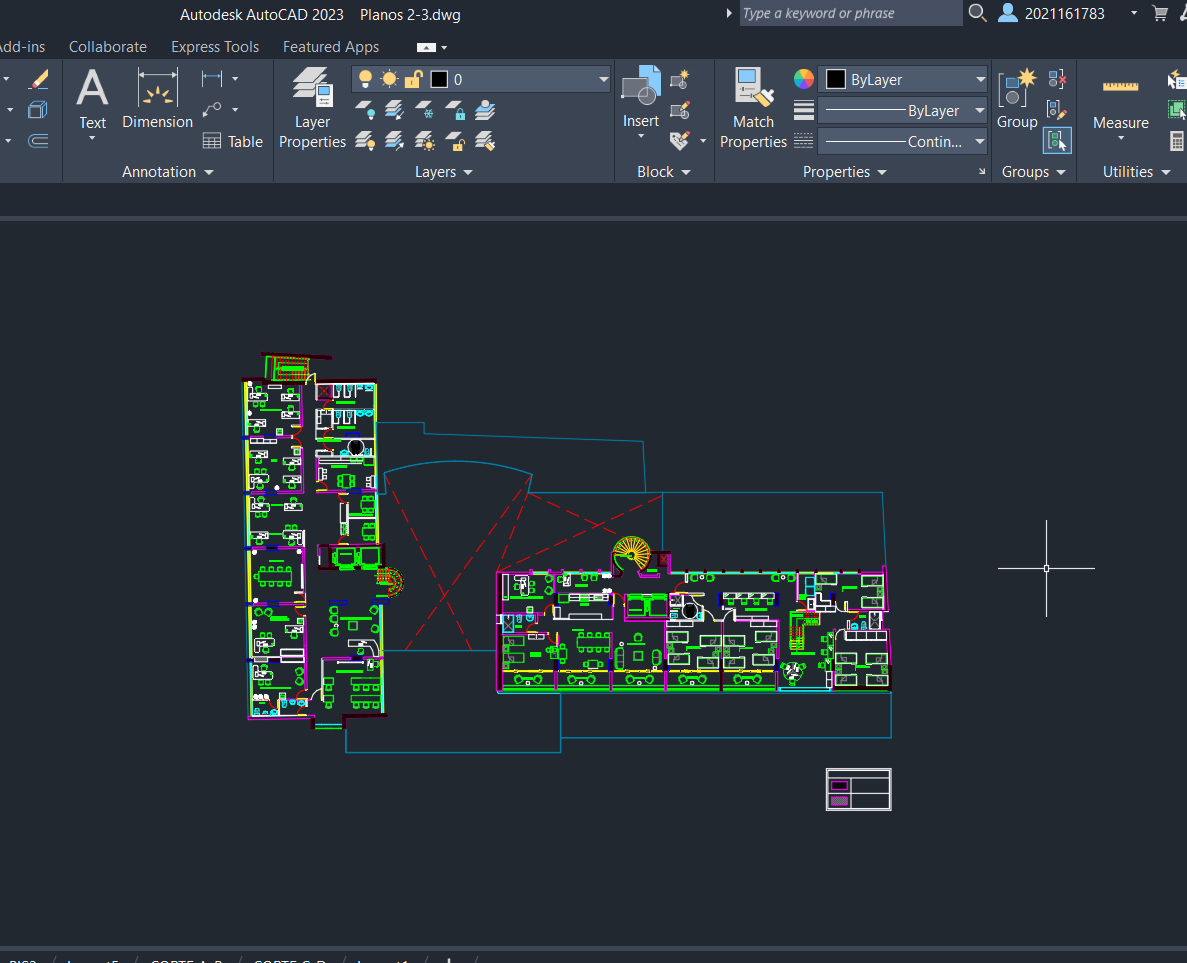 Autodesk AutoCAD 2023 Planos 2-3.dwg
Type a keyword or phrase
2021161783
Add-ins Collaborate Express Tools Featured Apps
Text
Dimension
Table
Annotation
Layer
Properties
0
Layers
Insert
Block
Match
Properties
ByLayer
ByLayer
Contin...
Properties
Group
Groups
Measure
Utilities